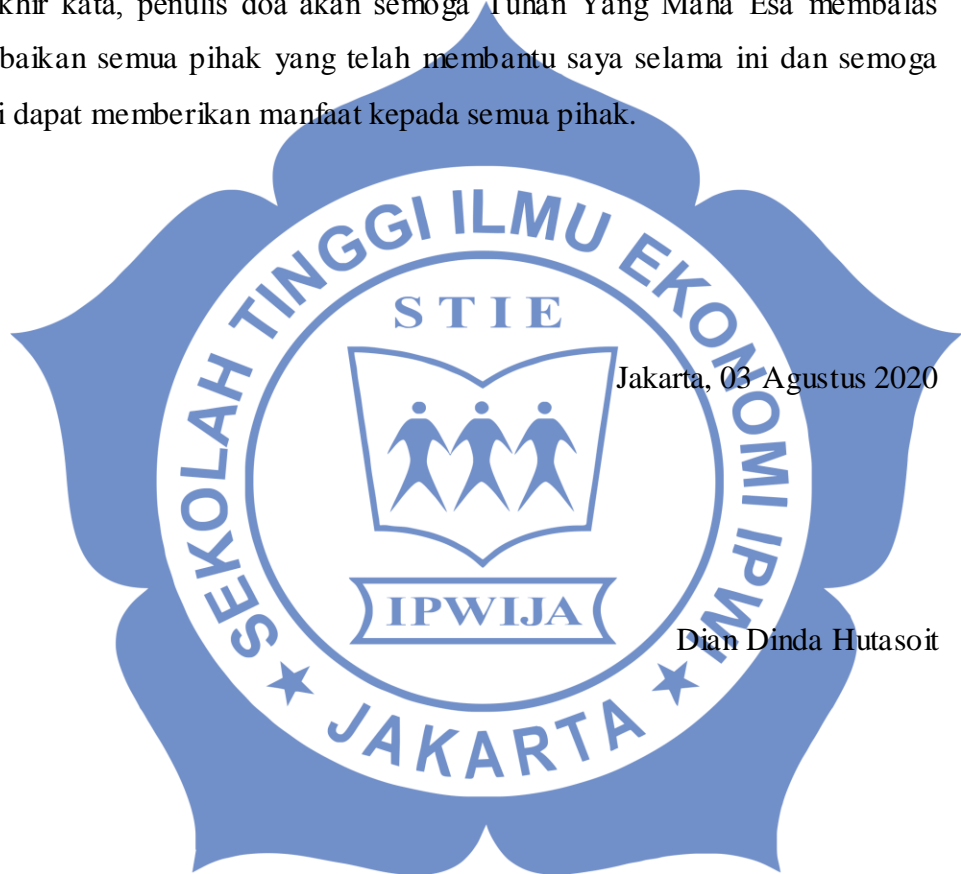 khir kata, penulis doa akan semoga Tuhan Yang Maha Esa membalas
baikan semua pihak yang telah membantu saya selama ini dan semoga
i dapat memberikan manfaat kepada semua pihak.
SEKOLAH TINGGI ILMU EKONOMI IPW
STIE
Jakarta, 03 Agustus 2020
IPWIJA
Dian Dinda Hutasoit
JAKARTA